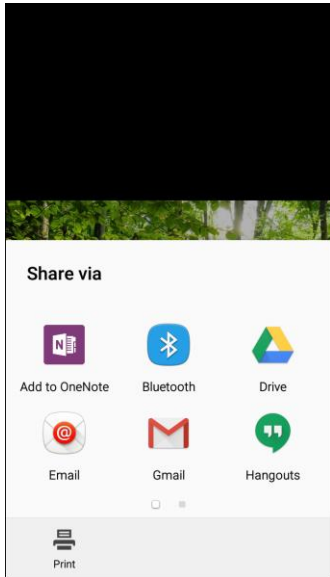 Share via
Add to OneNote Bluetooth Drive
Email Gmail Hangouts
Print